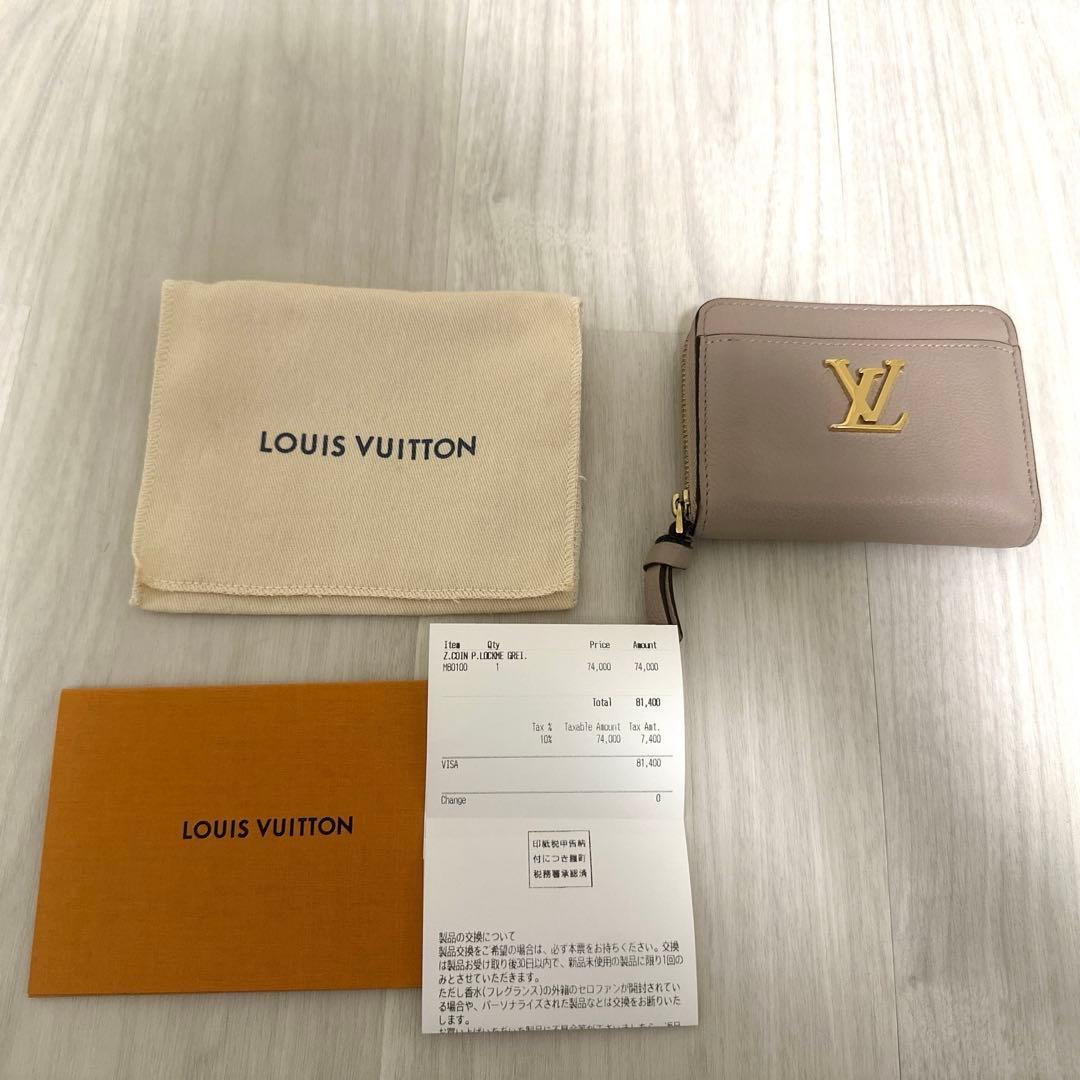 LOUIS VUITTON
LV
Item Qty Price Amount
Z.COIN P.LOCKME GREI.
M80100 1 74,000 74,000
Total 81,400
Tax % Taxable Amount Tax Amt.
10% 74,000 7,400
VISA 81,400
Change 0
印紙税申告納
付につき麹町
税務署承認済
製品の交換について
製品交換をご希望の場合は、必ず本票をお持ちください。交換
は製品お受け取り後30日以内で、新品未使用の製品に限り1回の
みとさせていただきます。
ただし香水(フレグランス)の外箱のセロファンが開封されてい
る場合や、パーソナライズされた製品などは交換をお断りいた
します。
LOUIS VUITTON